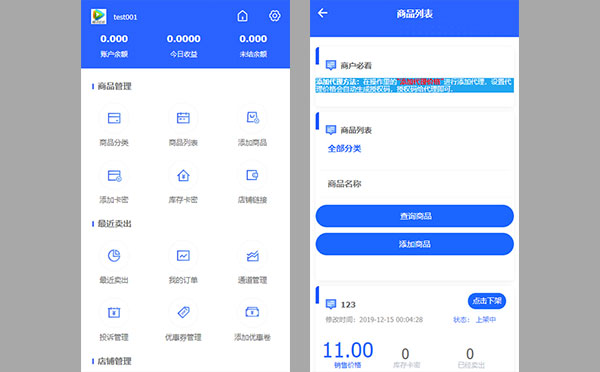 test001
0.000 0.0000 0.000
账户余额 今日收益 未结余额
商品管理
商品分类 商品列表 添加商品
添加卡密 库存卡密 店铺链接
最近卖出
最近卖出 我的订单 通道管理
投诉管理 优惠券管理 添加优惠卷
店铺管理
商品列表
商户必看
添加代理方法：在操作里的 "添加代理价格" 进行添加代理，设置代
理价格会自动生成授权码，授权码给代理即可。
商品列表
全部分类
商品名称
查询商品
添加商品
123
点击下架
修改时间：2019-12-15 00:04:28 状态： 上架中
11.00 0 0
销售价格 库存卡密 已经卖出